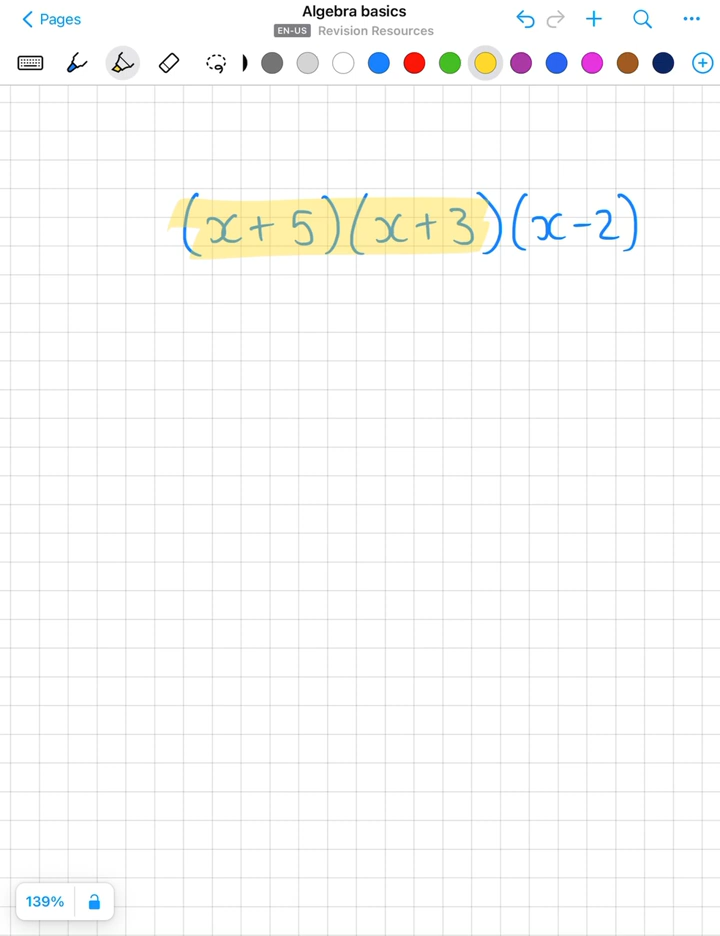 Pages
Algebra basics
EN-US Revision Resources
(x + 5)(x + 3)(x - 2)
139%